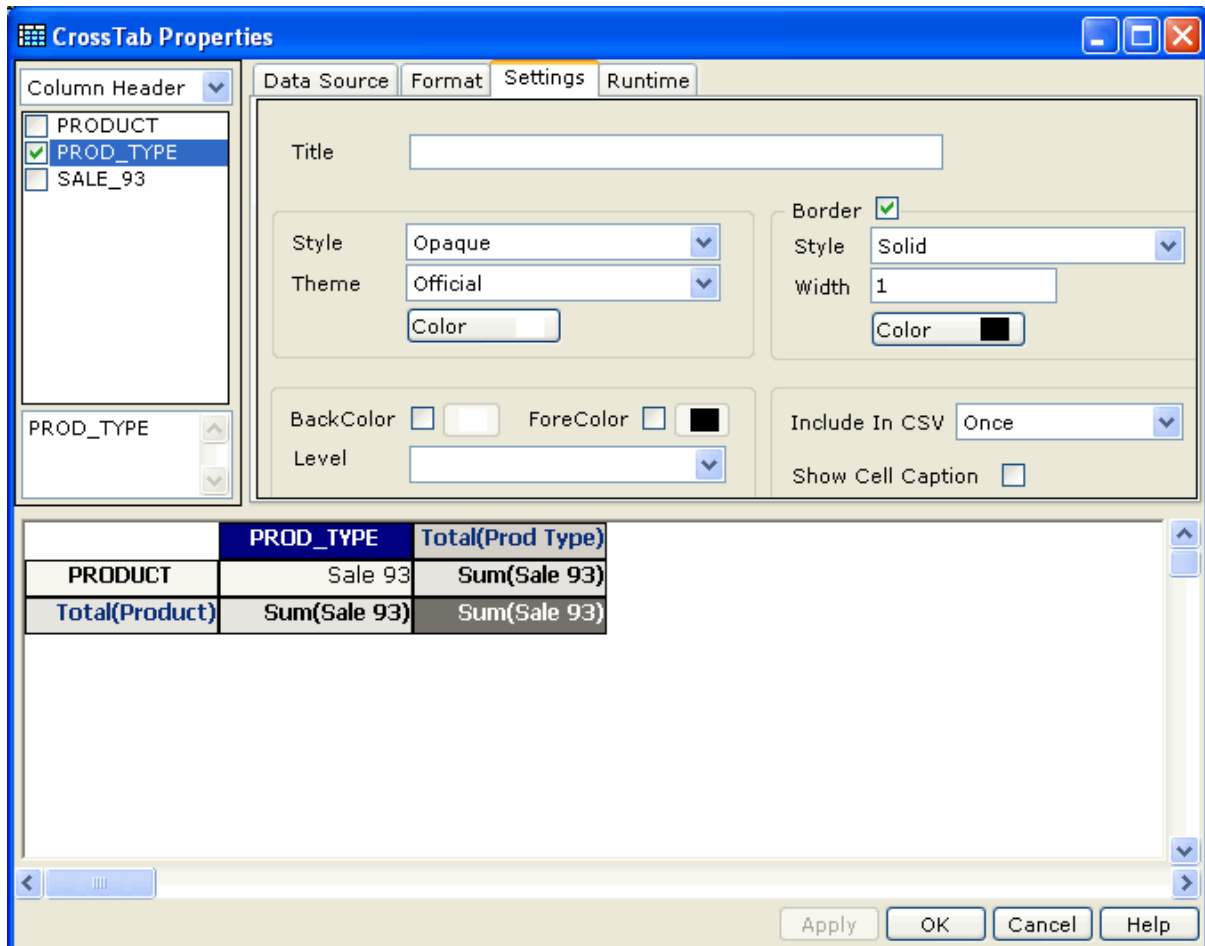 CrossTab Properties
Column Header
PRODUCT
PROD_TYPE
SALE_93
PROD_TYPE
Data Source Format Settings Runtime
Title
Style Opaque
Theme Official
Color
Border
Style Solid
Width 1
Color
BackColor ForeColor
Level
Include In CSV Once
Show Cell Caption
PROD_TYPE Total(Prod Type)
PRODUCT Sale 93 Sum(Sale 93)
Total(Product) Sum(Sale 93) Sum(Sale 93)
Apply OK Cancel Help